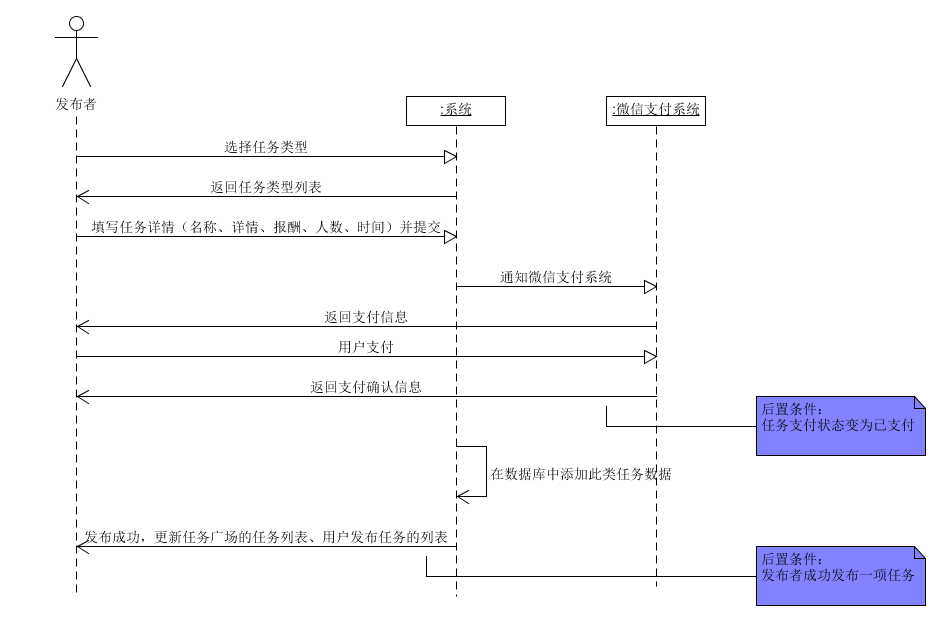 发布者
:系统
:微信支付系统
选择任务类型
返回任务类型列表
填写任务详情（名称、详情、报酬、人数、时间）并提交
通知微信支付系统
返回支付信息
用户支付
返回支付确认信息
后置条件：
任务支付状态变为已支付
在数据库中添加此类任务数据
发布成功，更新任务广场的任务列表、用户发布任务的列表
后置条件：
发布者成功发布一项任务